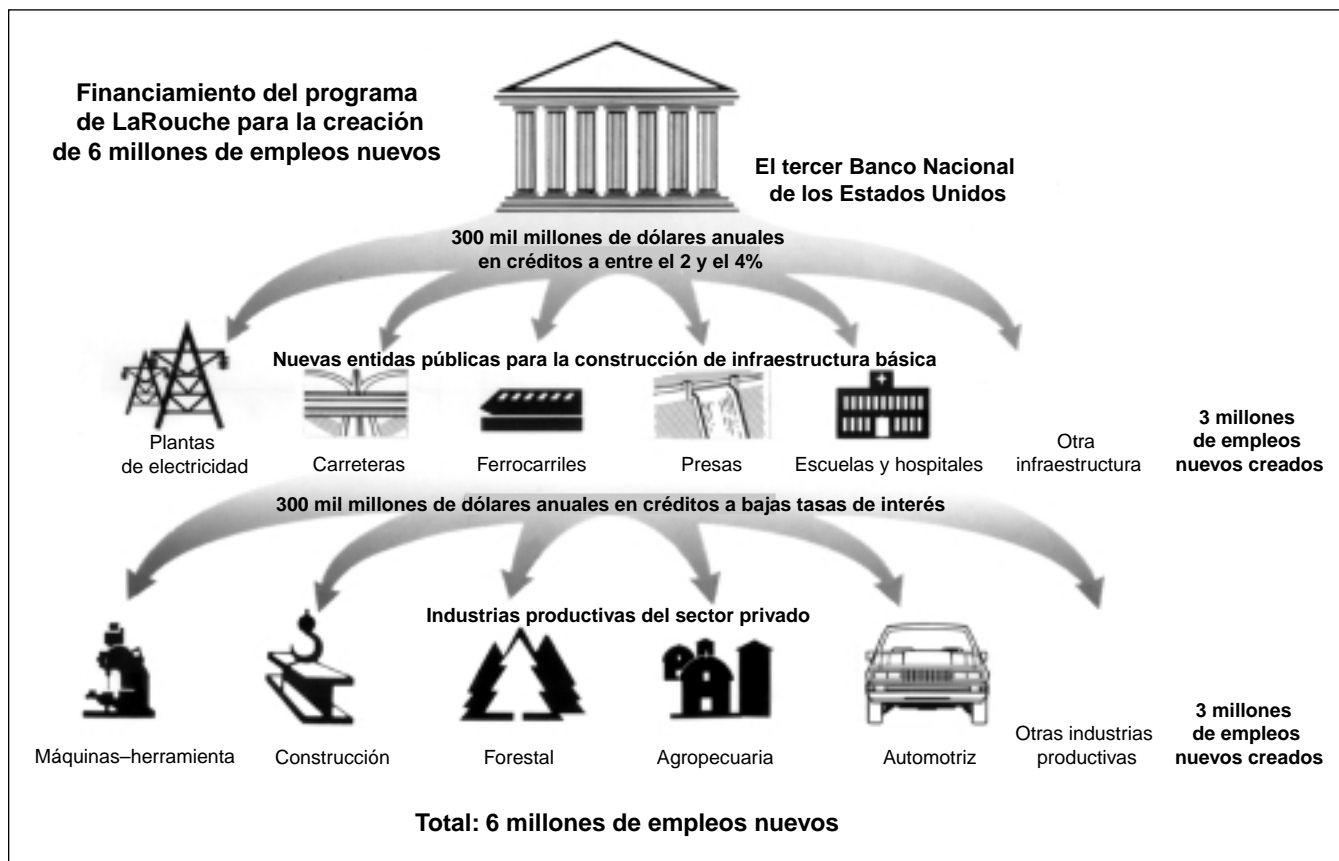 Financiamiento del programa
de LaRouche para la creación
de 6 millones de empleos nuevos
El tercer Banco Nacional
de los Estados Unidos
300 mil millones de dólares anuales
en créditos a entre el 2 y el 4%
Nuevas entidas públicas para la construcción de infraestructura básica
Plantas
de electricidad
Carreteras
Ferrocarriles
Presas
Escuelas y hospitales
Otra
infraestructura
3 millones
de empleos
nuevos creados
300 mil millones de dólares anuales en créditos a bajas tasas de interés
Industrias productivas del sector privado
Máquinas–herramienta
Construcción
Forestal
Agropecuaria
Automotriz
Otras industrias
productivas
3 millones
de empleos
nuevos creados
Total: 6 millones de empleos nuevos